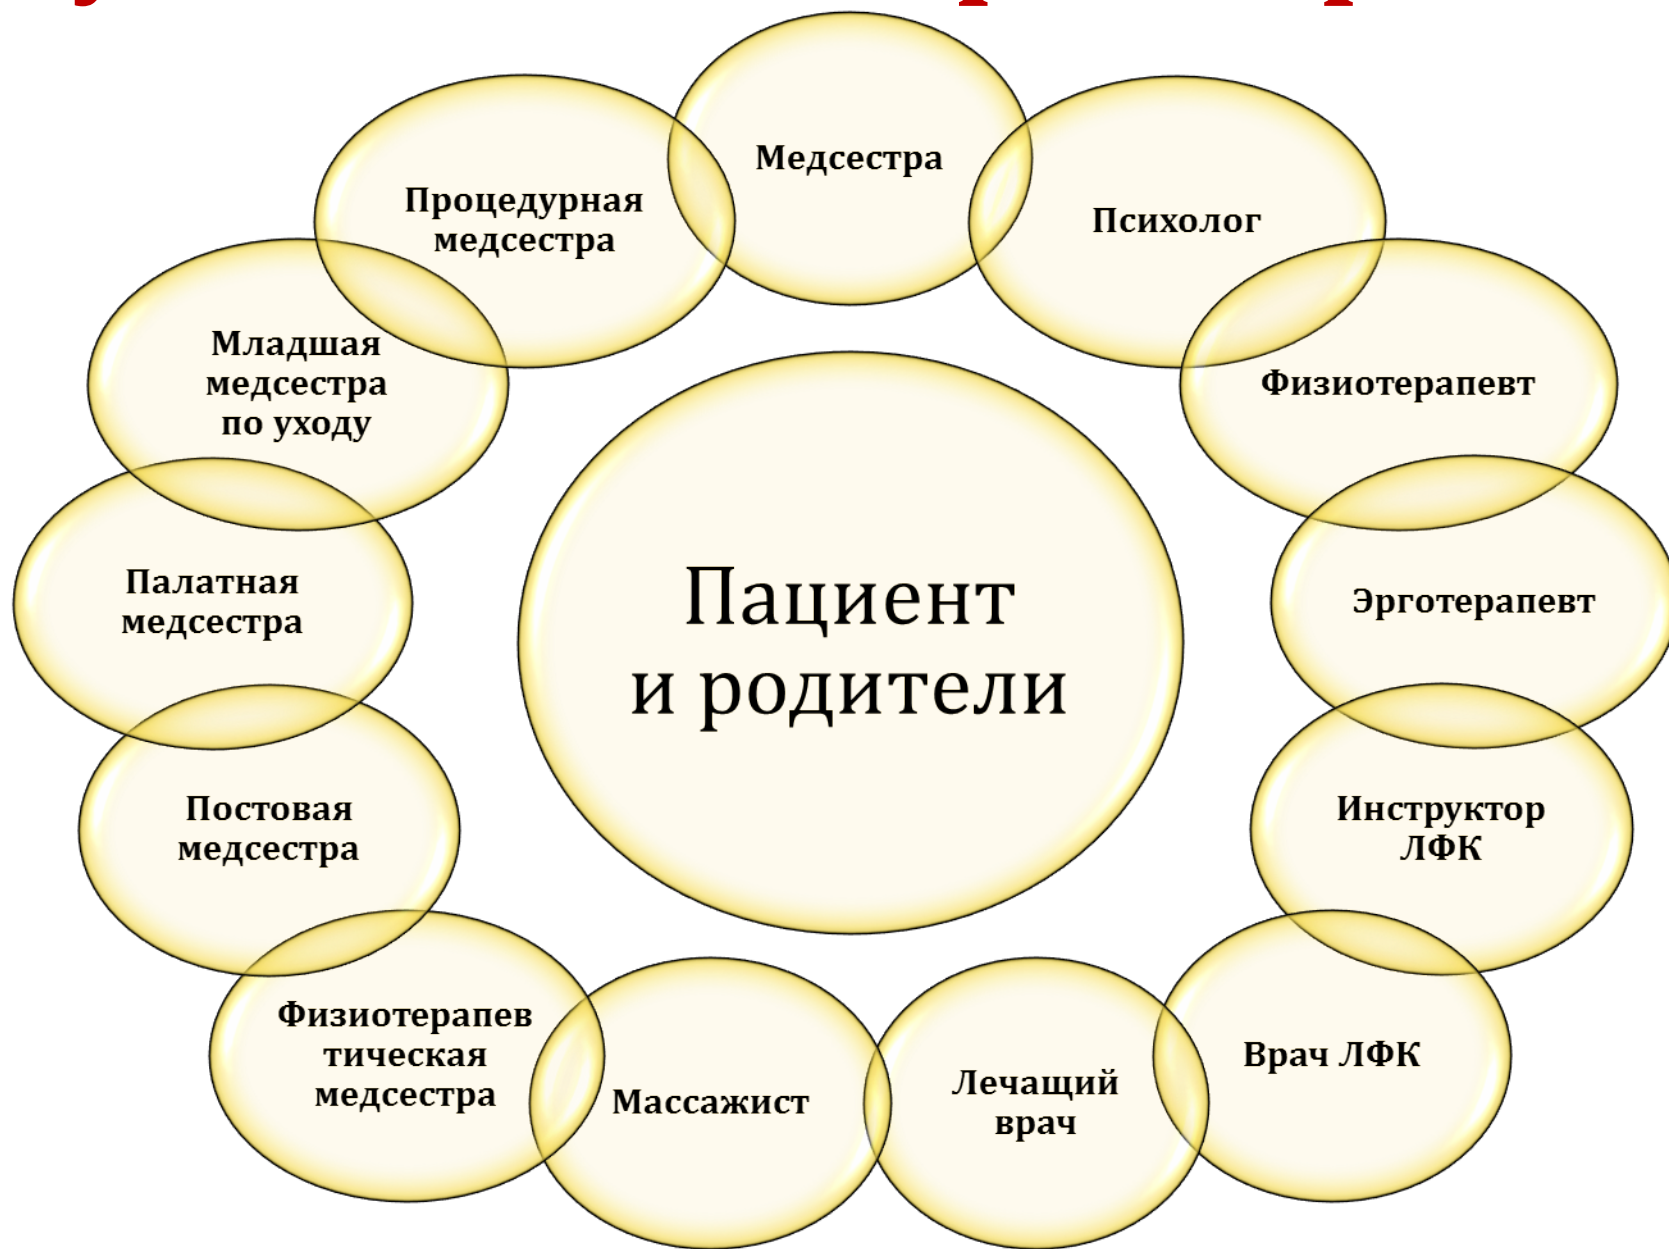 Медсестра
Психолог
Физиотерапевт
Эрготерапевт
Инструктор
ЛФК
Врач ЛФК
Лечащий
врач
Массажист
Физиотерапев
тическая
медсестра
Постовая
медсестра
Палатная
медсестра
Младшая
медсестра
по уходу
Процедурная
медсестра
Пациент
и родители